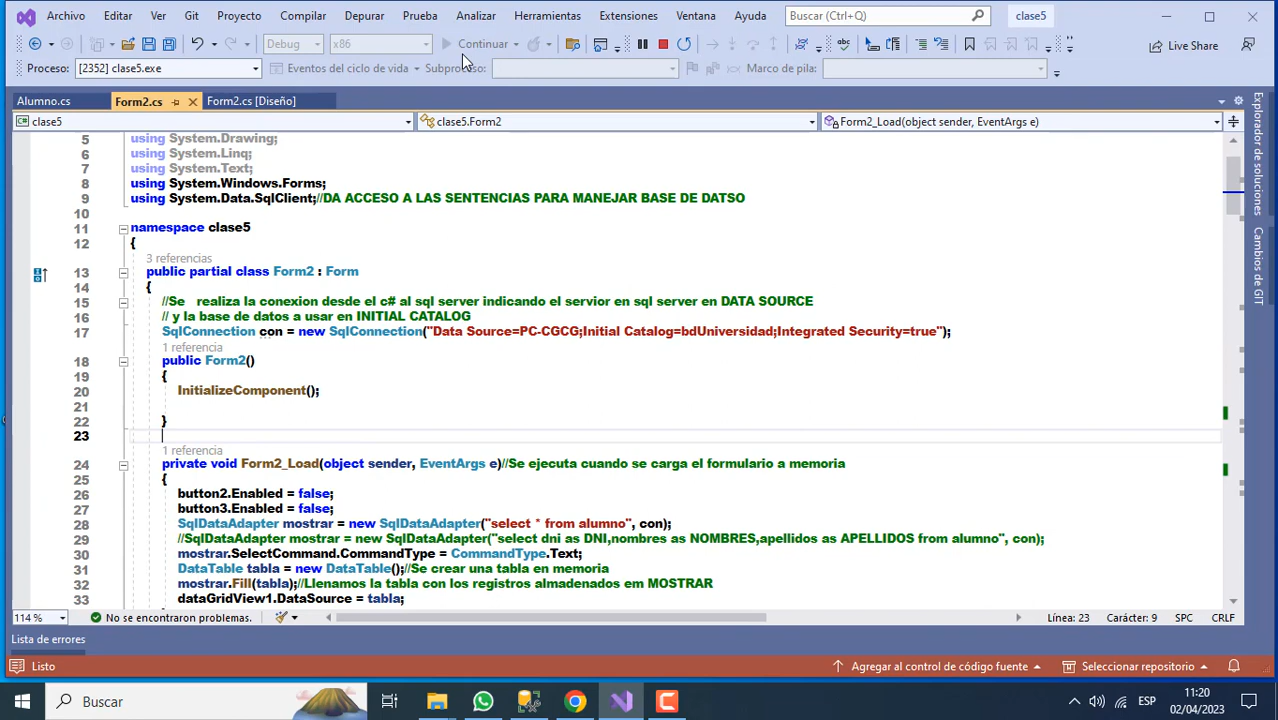 Archivo Editar Ver Git Proyecto Compilar Depurar Prueba Analizar Herramientas Extensiones Ventana Ayuda Buscar (Ctrl+Q) clase5
Debug x86 Continuar Live Share
Proceso: [2352] clase5.exe Eventos del ciclo de vida Subproceso: Marco de pila:
Alumno.cs Form2.cs Form2.cs [Diseño]
clase5 clase5.Form2 Form2_Load(object sender, EventArgs e)
5 using System.Drawing;
6 using System.Linq;
7 using System.Text;
8 using System.Windows.Forms;
9 using System.Data.SqlClient;//DA ACCESO A LAS SENTENCIAS PARA MANEJAR BASE DE DATSO
10
11 namespace clase5
12 {
3 referencias
13 public partial class Form2 : Form
14 {
15 //Se realiza la conexion desde el c# al sql server indicando el servior en sql server en DATA SOURCE
16 // y la base de datos a usar en INITIAL CATALOG
17 SqlConnection con = new SqlConnection("Data Source=PC-CGCG;Initial Catalog=bdUniversidad;Integrated Security=true");
1 referencia
18 public Form2()
19 {
20 InitializeComponent();
21
22 }
23
1 referencia
24 private void Form2_Load(object sender, EventArgs e)//Se ejecuta cuando se carga el formulario a memoria
25 {
26 button2.Enabled = false;
27 button3.Enabled = false;
28 SqlDataAdapter mostrar = new SqlDataAdapter("select * from alumno", con);
29 //SqlDataAdapter mostrar = new SqlDataAdapter("select dni as DNI,nombres as NOMBRES,apellidos as APELLIDOS from alumno", con);
30 mostrar.SelectCommand.CommandType = CommandType.Text;
31 DataTable tabla = new DataTable();//Se crear una tabla en memoria
32 mostrar.Fill(tabla);//Llenamos la tabla con los registros almadenados em MOSTRAR
33 dataGridView1.DataSource = tabla;
Explorador de soluciones
Cambios de GIT
114 % No se encontraron problemas. Línea: 23 Carácter: 9 SPC CRLF
Lista de errores
Listo Agregar al control de código fuente Seleccionar repositorio
Buscar ESP 11:20
02/04/2023